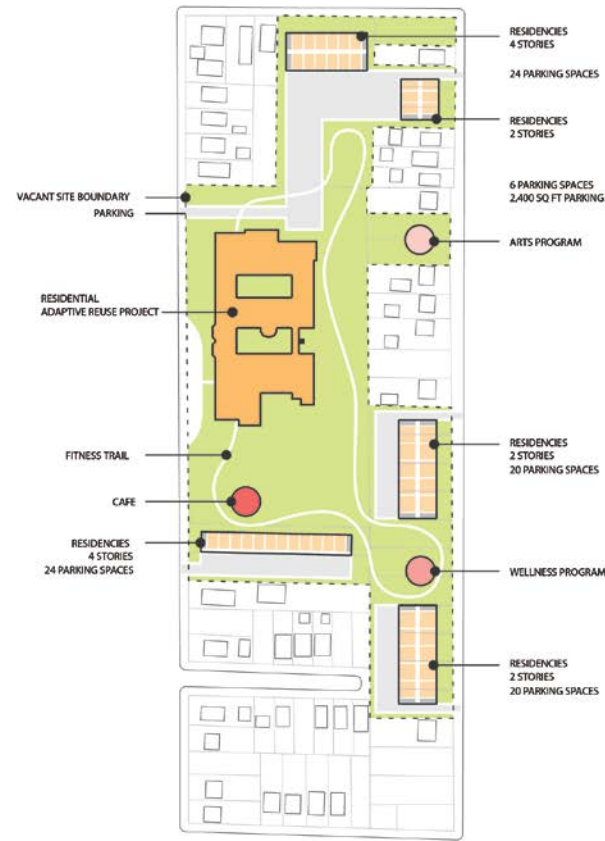 RESIDENCIES
4 STORIES
24 PARKING SPACES
RESIDENCIES
2 STORIES
VACANT SITE BOUNDARY
PARKING
6 PARKING SPACES
2,400 SQ FT PARKING
ARTS PROGRAM
RESIDENTIAL
ADAPTIVE REUSE PROJECT
RESIDENCIES
2 STORIES
20 PARKING SPACES
FITNESS TRAIL
CAFE
RESIDENCIES
4 STORIES
24 PARKING SPACES
WELLNESS PROGRAM
RESIDENCIES
2 STORIES
20 PARKING SPACES